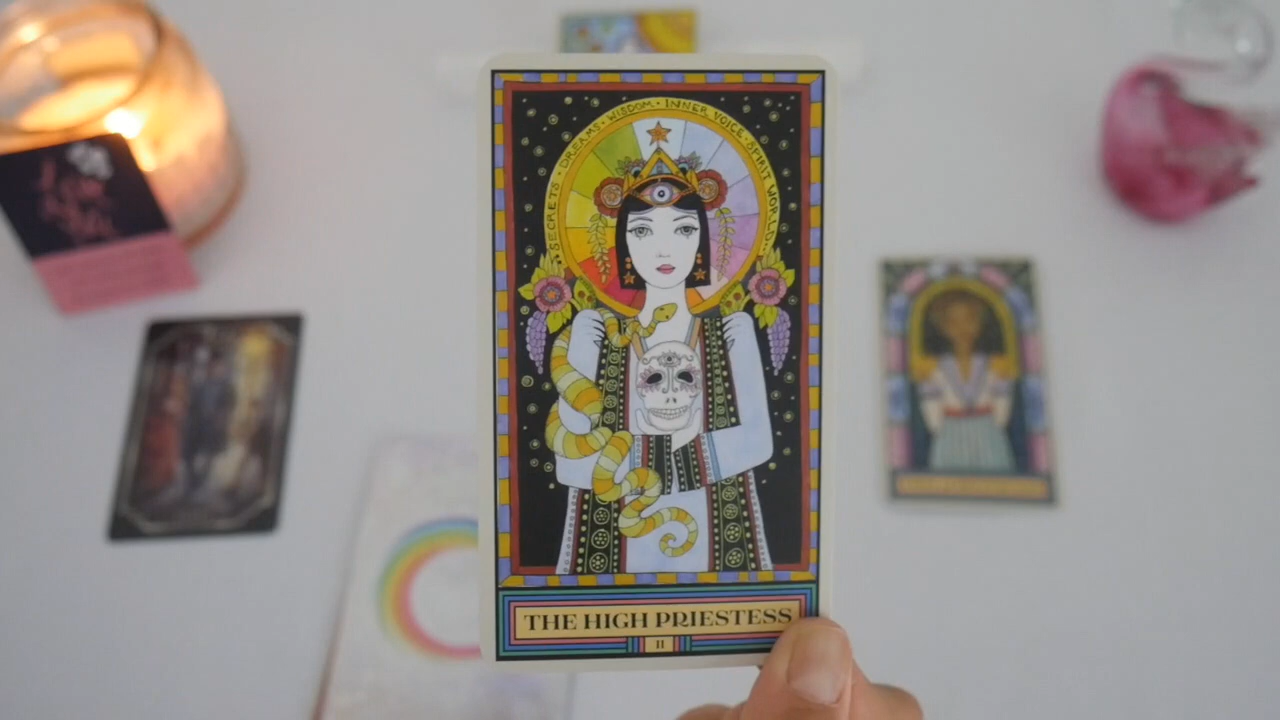 SECRETS · DREAMS · WISDOM · INNER VOICE · SPIRIT WORLD
THE HIGH PRIESTESS
II